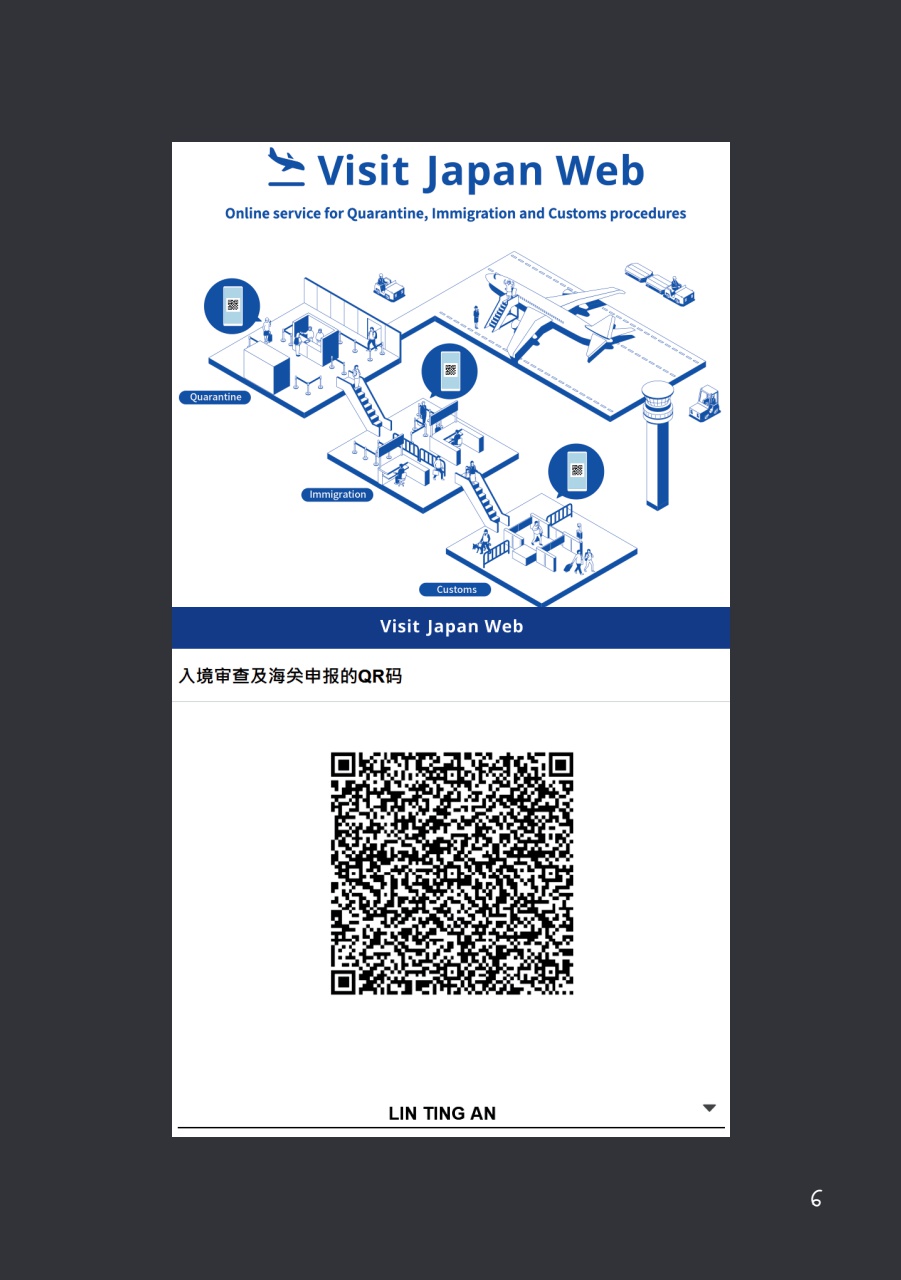 Visit Japan Web
Online service for Quarantine, Immigration and Customs procedures
Quarantine
Immigration
Customs
Visit Japan Web
入境审查及海关申报的QR码
LIN TING AN
6